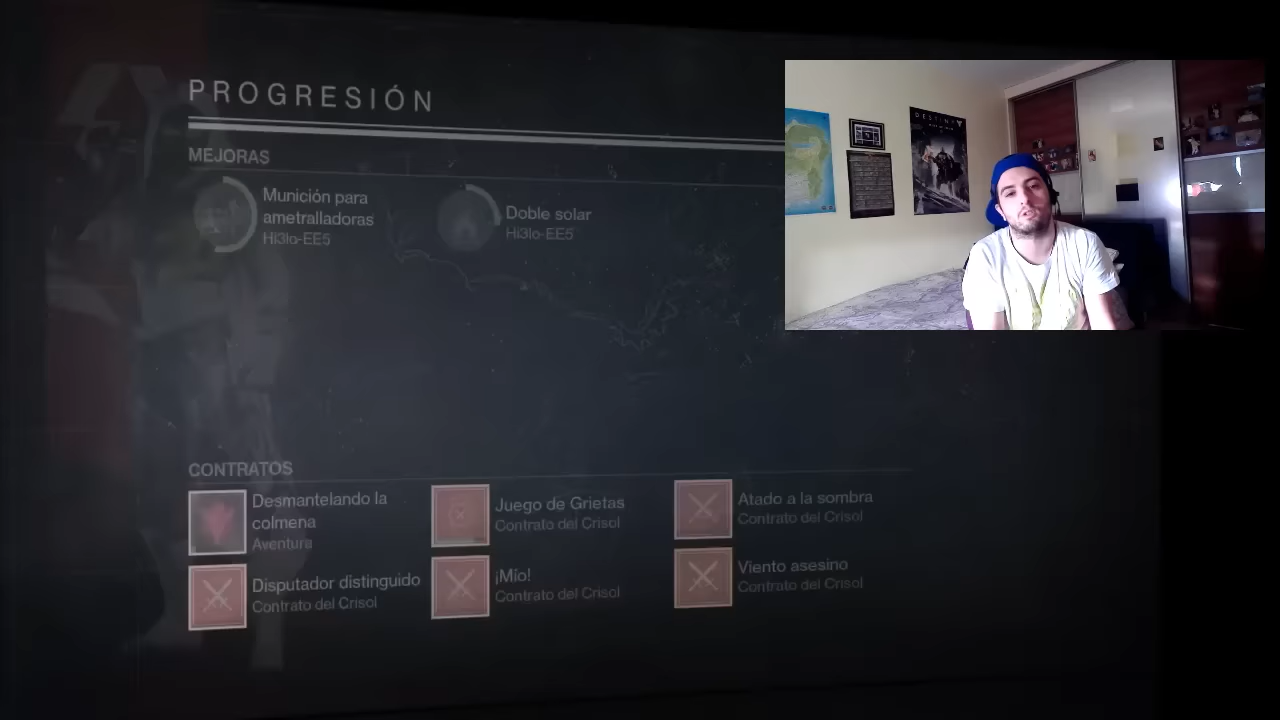 PROGRESIÓN
MEJORAS
Munición para
ametralladoras
Hi3lo-EE5
Doble solar
Hi3lo-EE5
CONTRATOS
Desmantelando la
colmena
Aventura
Juego de Grietas
Contrato del Crisol
Atado a la sombra
Contrato del Crisol
Disputador distinguido
Contrato del Crisol
¡Mío!
Contrato del Crisol
Viento asesino
Contrato del Crisol
DESTINY